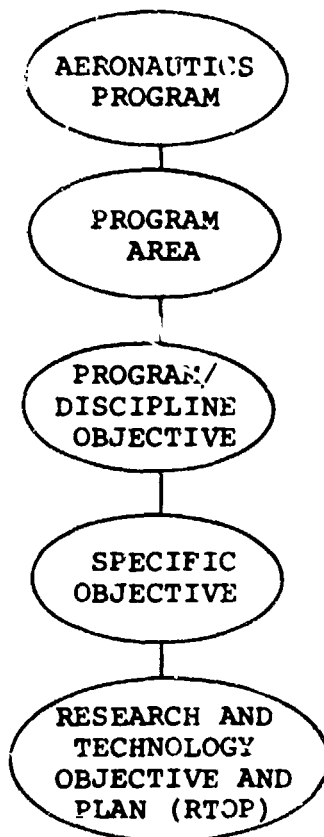 AERONAUTICS
PROGRAM
PROGRAM
AREA
PROGRAM/
DISCIPLINE
OBJECTIVE
SPECIFIC
OBJECTIVE
RESEARCH AND
TECHNOLOGY
OBJECTIVE AND
PLAN (RTOP)